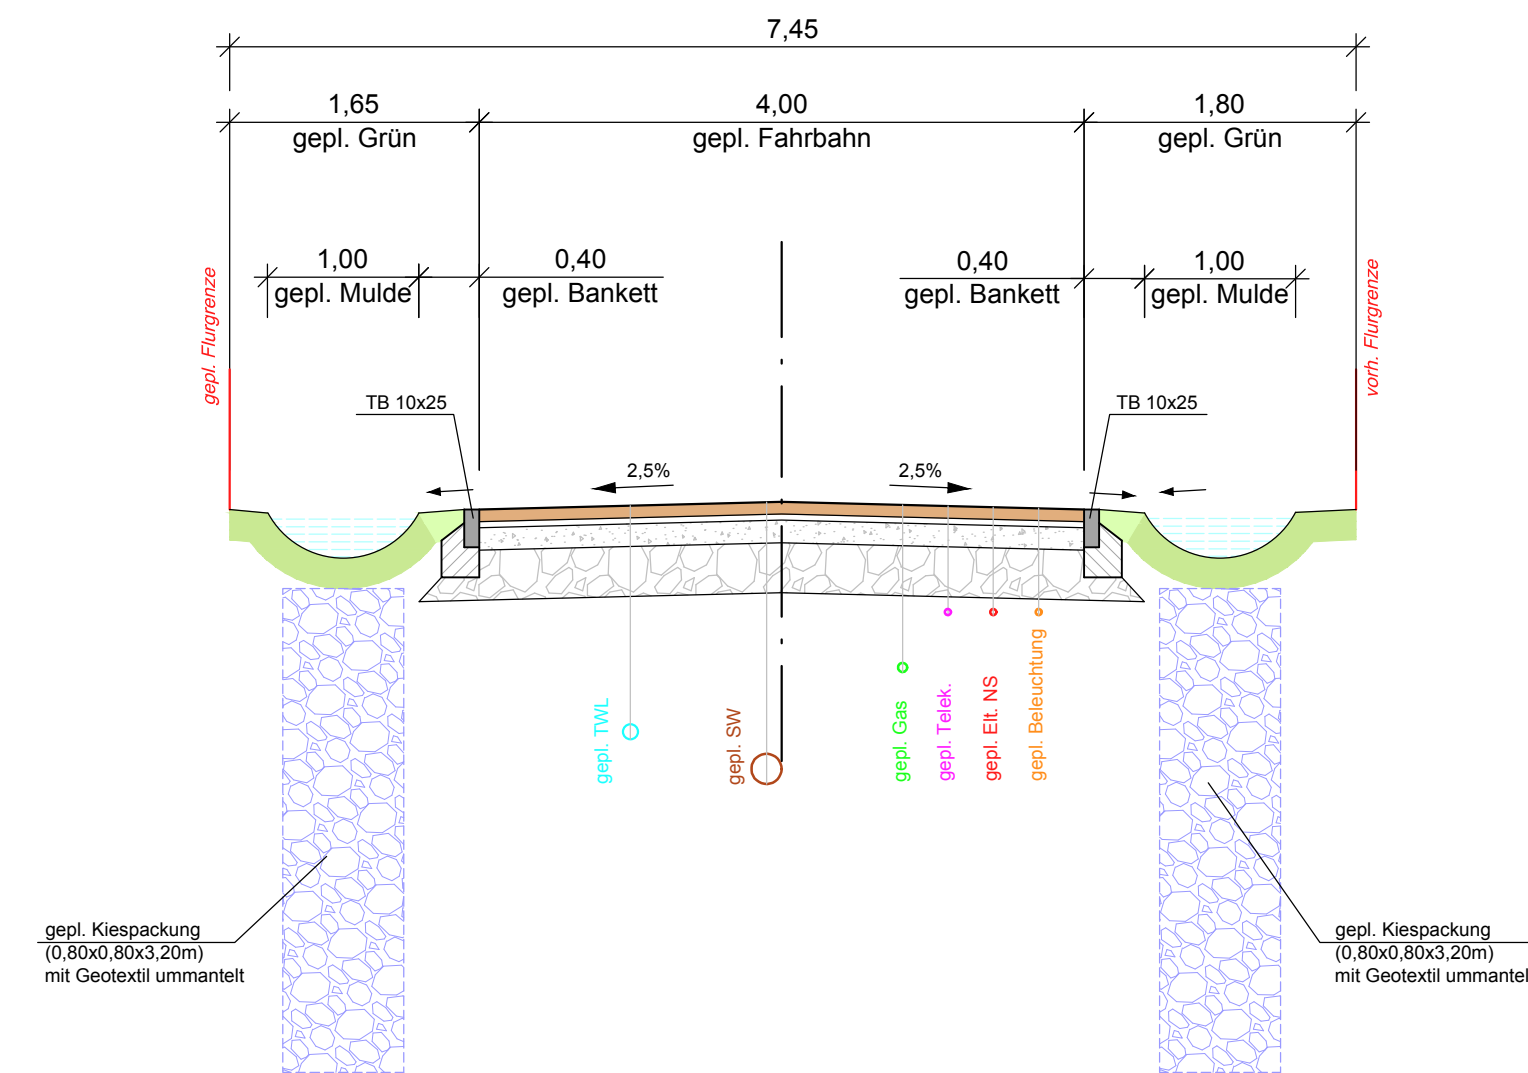 7,45
1,65
gepl. Grün
4,00
gepl. Fahrbahn
1,80
gepl. Grün
1,00
gepl. Mulde
0,40
gepl. Bankett
0,40
gepl. Bankett
1,00
gepl. Mulde
gepl. Flurgrenze
vorh. Flurgrenze
TB 10x25
TB 10x25
2,5%
2,5%
gepl. TWL
gepl. SW
gepl. Gas
gepl. Telek.
gepl. Elt. NS
gepl. Beleuchtung
gepl. Kiespackung
(0,80x0,80x3,20m)
mit Geotextil ummantelt
gepl. Kiespackung
(0,80x0,80x3,20m)
mit Geotextil ummantel